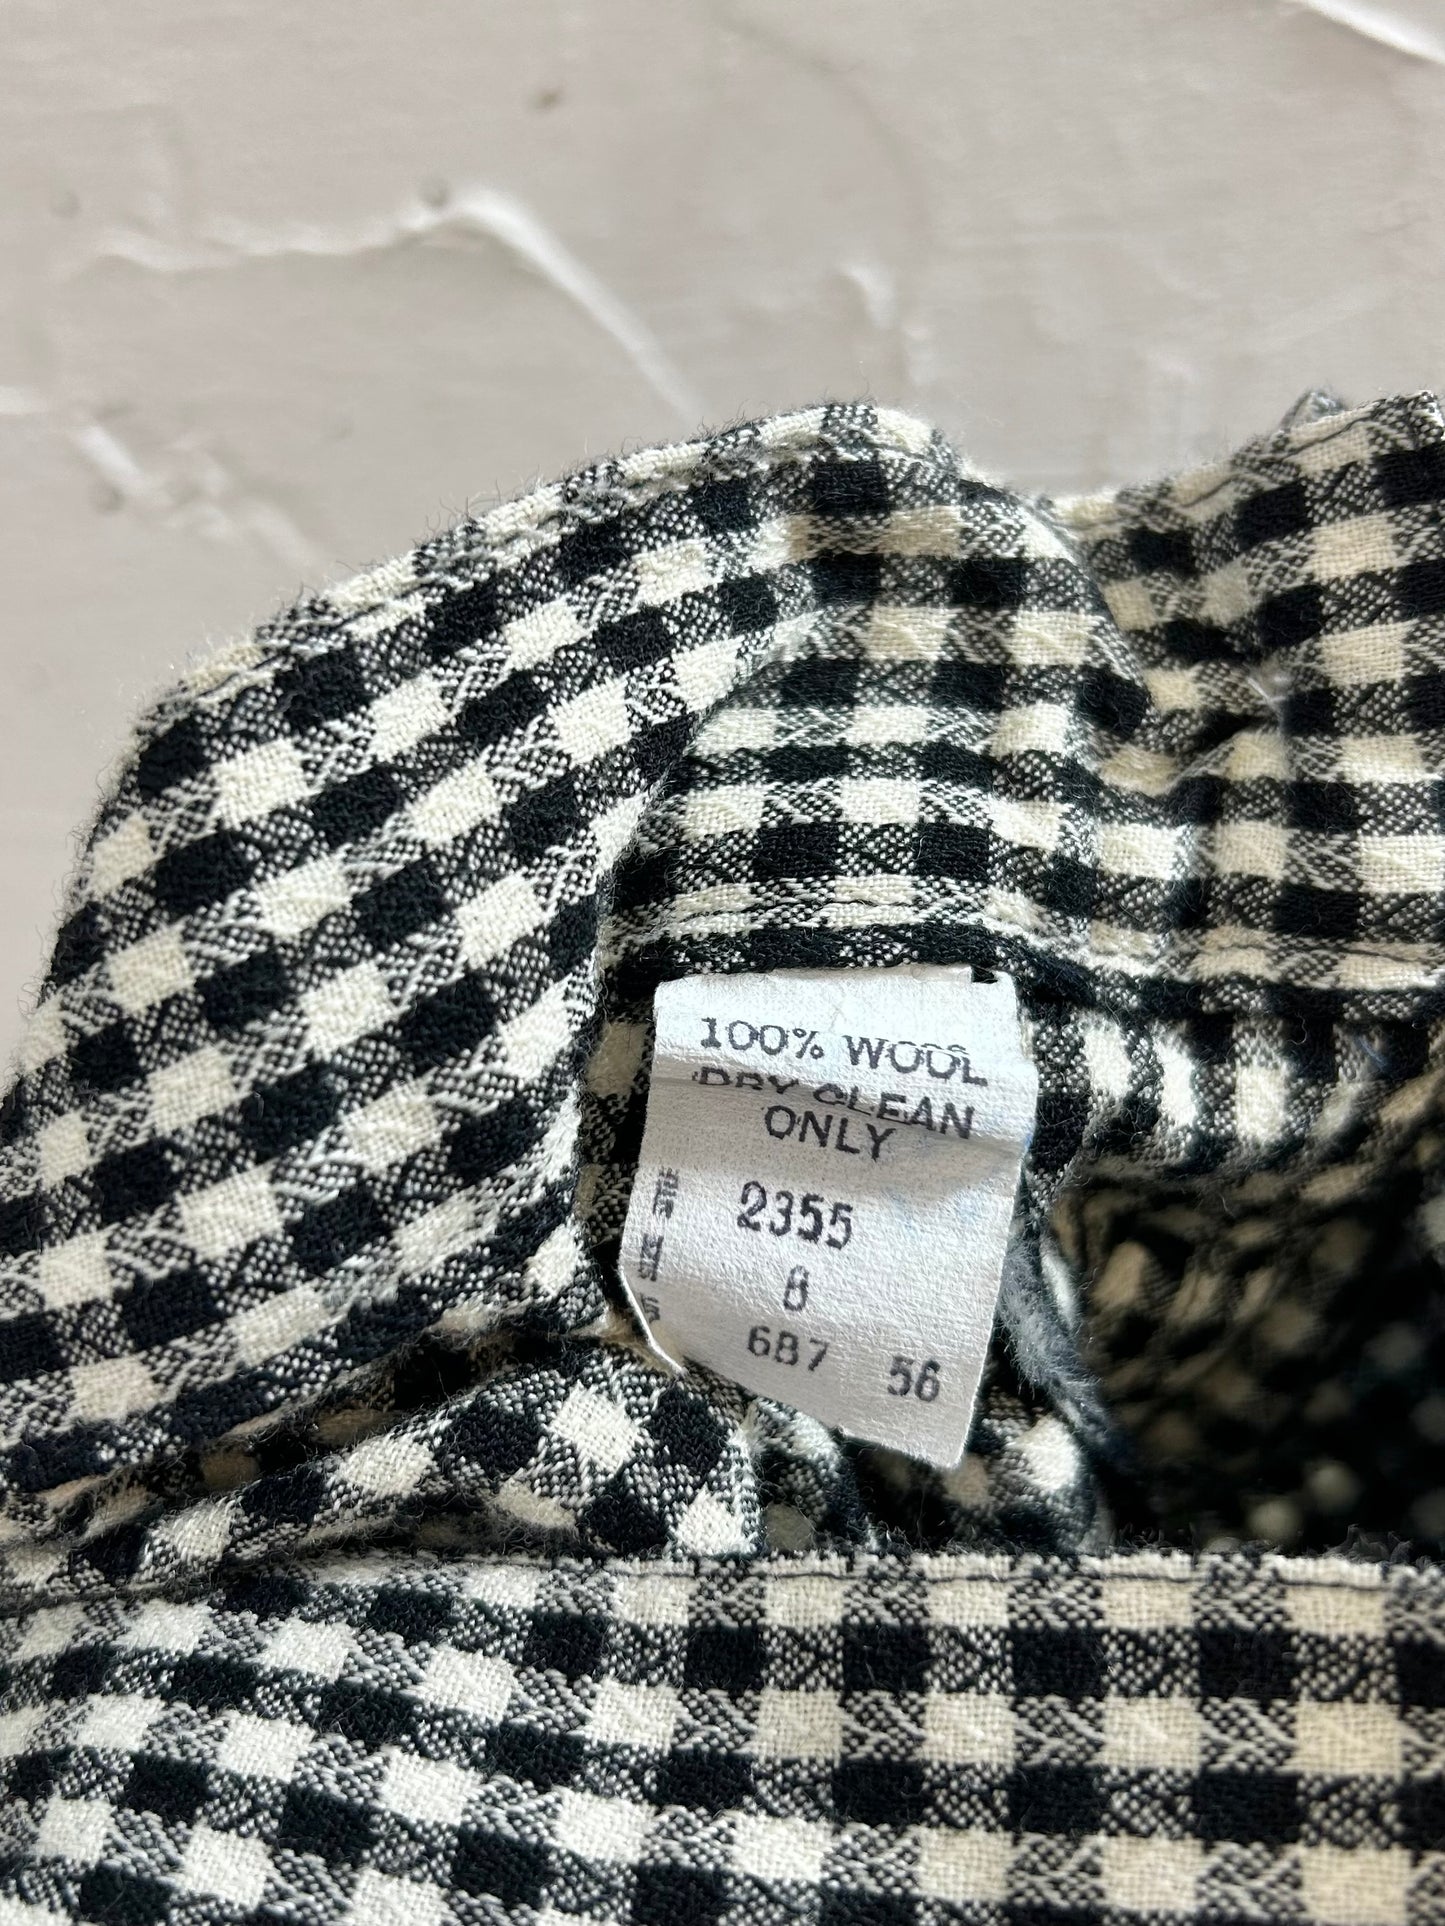 100% WOOL
DRY CLEAN
ONLY
2355
8
687 56